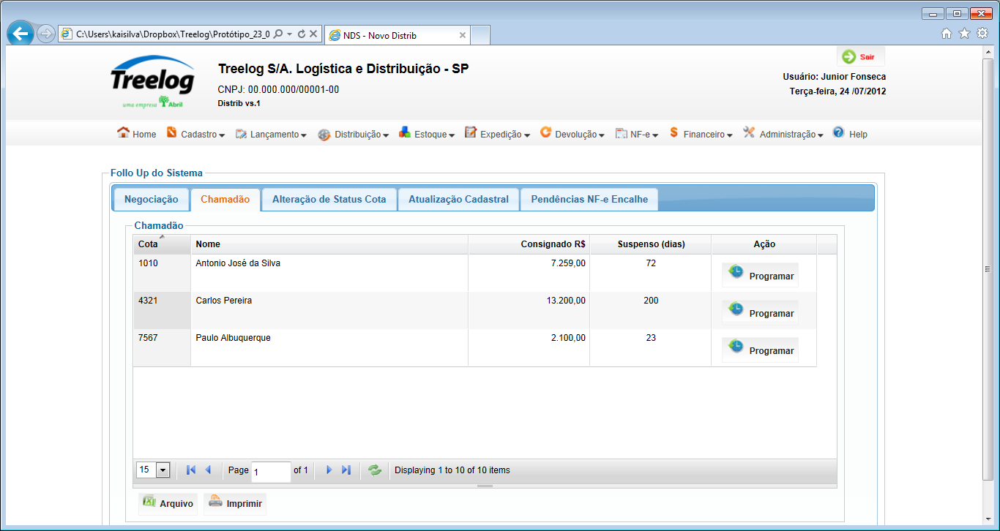 C:\Users\kaisilva\Dropbox\Treelog\Protótipo_23_0
NDS - Novo Distrib
Treelog
uma empresa Abril
Treelog S/A. Logística e Distribuição - SP
CNPJ: 00.000.000/00001-00
Distrib vs.1
Sair
Usuário: Junior Fonseca
Terça-feira, 24 /07/2012
Home Cadastro Lançamento Distribuição Estoque Expedição Devolução NF-e Financeiro Administração Help
Follo Up do Sistema
Negociação Chamadão Alteração de Status Cota Atualização Cadastral Pendências NF-e Encalhe
Chamadão
Cota Nome Consignado R$ Suspenso (dias) Ação
1010 Antonio José da Silva 7.259,00 72 Programar
4321 Carlos Pereira 13.200,00 200 Programar
7567 Paulo Albuquerque 2.100,00 23 Programar
15 Page 1 of 1 Displaying 1 to 10 of 10 items
Arquivo Imprimir